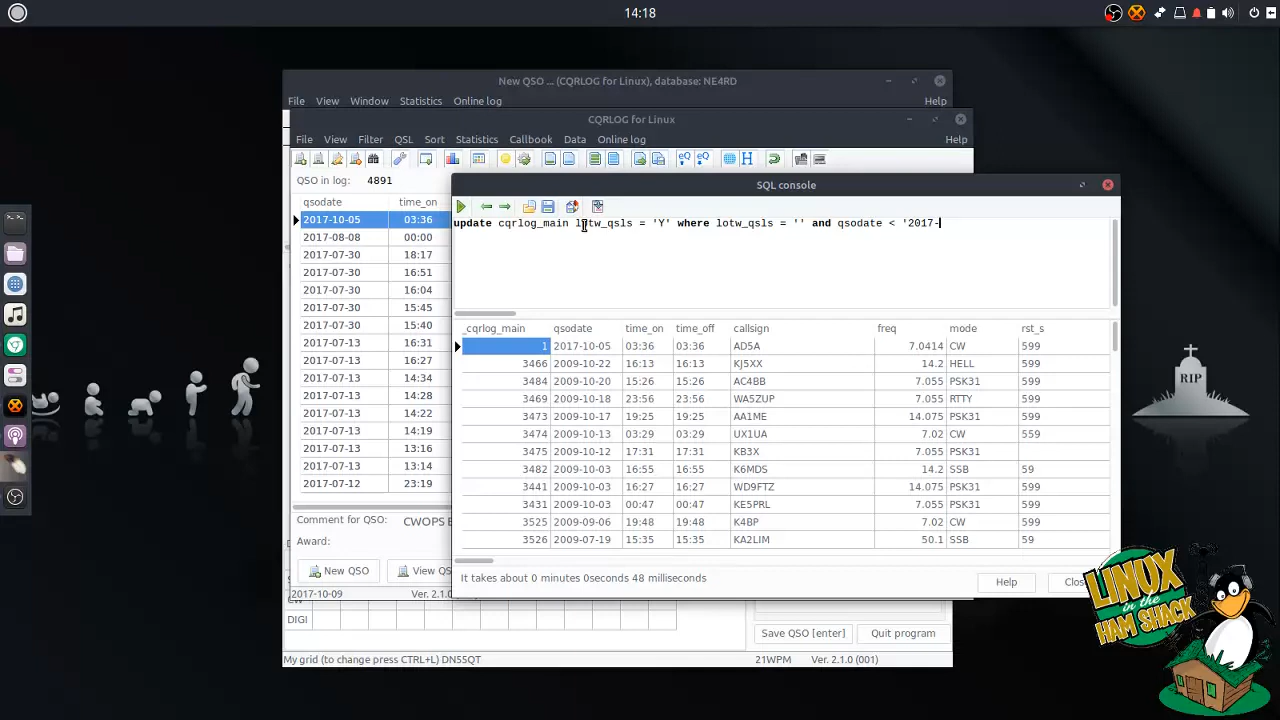 14:18
New QSO ... (CQRLOG for Linux), database: NE4RD
File View Window Statistics Online log Help
CQRLOG for Linux
File View Filter QSL Sort Statistics Callbook Data Online log Help
QSO in log: 4891
qsodate time_on
2017-10-05 03:36
2017-08-08 00:00
2017-07-30 18:17
2017-07-30 16:51
2017-07-30 16:04
2017-07-30 15:45
2017-07-30 15:40
2017-07-13 16:31
2017-07-13 16:27
2017-07-13 14:34
2017-07-13 14:28
2017-07-13 14:22
2017-07-13 14:19
2017-07-13 13:16
2017-07-13 13:14
2017-07-12 23:19
Comment for QSO: CWOPS
Award:
New QSO View QS
2017-10-09 Ver. 2.1.0
SQL console
update cqrlog_main lotw_qsls = 'Y' where lotw_qsls = '' and qsodate < '2017-
_cqrlog_main qsodate time_on time_off callsign freq mode rst_s
1 2017-10-05 03:36 03:36 AD5A 7.0414 CW 599
3466 2009-10-22 16:13 16:13 KJ5XX 14.2 HELL 599
3484 2009-10-20 15:26 15:26 AC4BB 7.055 PSK31 599
3469 2009-10-18 23:56 23:56 WA5ZUP 7.055 RTTY 599
3473 2009-10-17 19:25 19:25 AA1ME 14.075 PSK31 599
3474 2009-10-13 03:29 03:29 UX1UA 7.02 CW 559
3475 2009-10-12 17:31 17:31 KB3X 7.055 PSK31
3482 2009-10-03 16:55 16:55 K6MDS 14.2 SSB 59
3441 2009-10-03 16:27 16:27 WD9FTZ 14.075 PSK31 599
3431 2009-10-03 00:47 00:47 KE5PRL 7.055 PSK31 599
3525 2009-09-06 19:48 19:48 K4BP 7.02 CW 599
3526 2009-07-19 15:35 15:35 KA2LIM 50.1 SSB 59
It takes about 0 minutes 0seconds 48 milliseconds
Help Clos
DIGI
Save QSO [enter] Quit program
My grid (to change press CTRL+L) DN55QT 21WPM Ver. 2.1.0 (001)
RIP
LINUX
in the
HAM SHACK